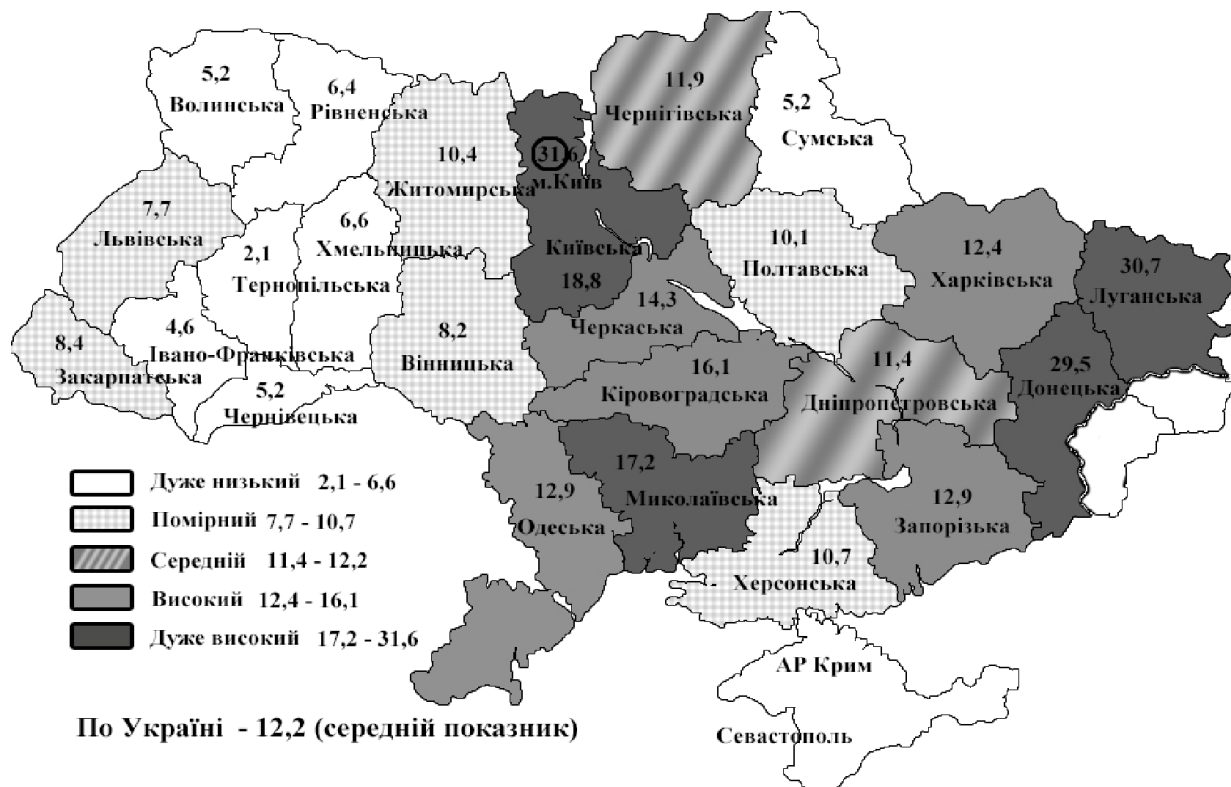 5,2
Волинська
6,4
Рівненська
10,4
Житомирська
31,6
м.Київ
11,9
Чернігівська
5,2
Сумська
7,7
Львівська
2,1
Тернопільська
6,6
Хмельницька
Київська
18,8
10,1
Полтавська
12,4
Харківська
30,7
Луганська
8,4
Закарпатська
4,6
Івано-Франківська
5,2
Чернівецька
8,2
Вінницька
14,3
Черкаська
16,1
Кіровоградська
11,4
Дніпропетровська
29,5
Донецька
12,9
Одеська
17,2
Миколаївська
10,7
Херсонська
12,9
Запорізька
АР Крим
Севастополь
Дуже низький 2,1 - 6,6
Помірний 7,7 - 10,7
Середній 11,4 - 12,2
Високий 12,4 - 16,1
Дуже високий 17,2 - 31,6
По Україні - 12,2 (середній показник)